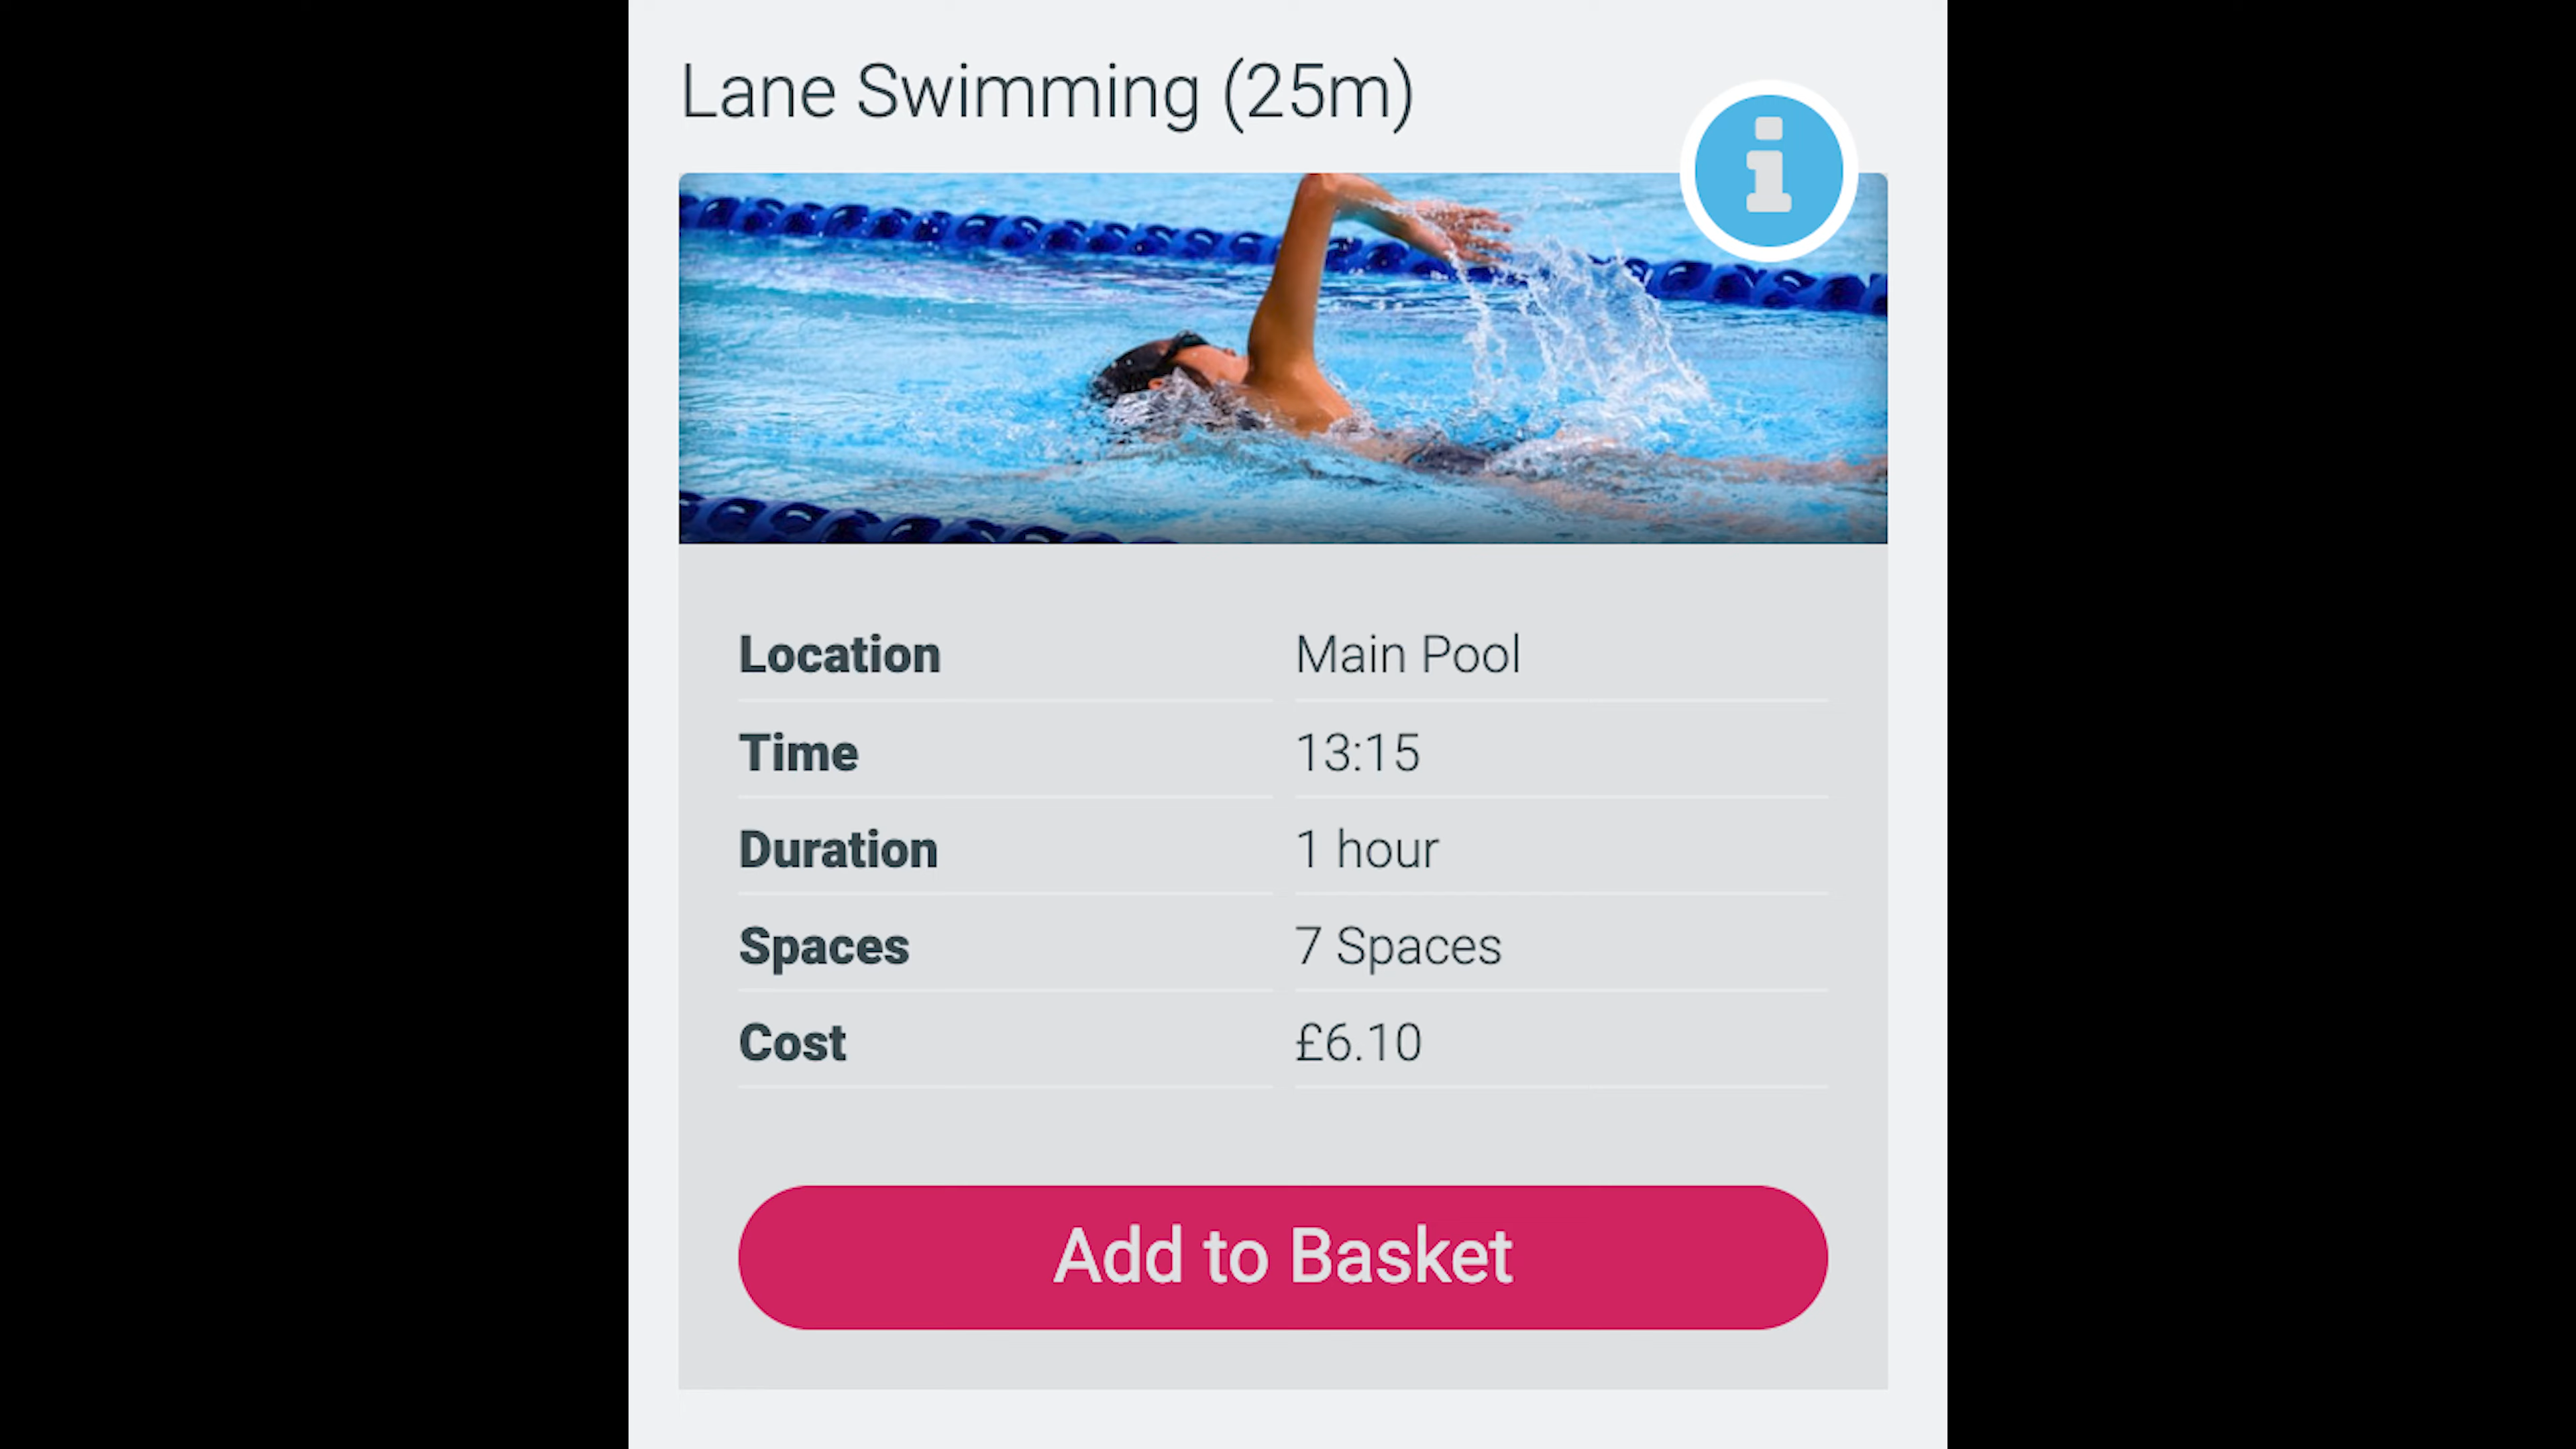 Lane Swimming (25m)
i
Location Main Pool
Time 13:15
Duration 1 hour
Spaces 7 Spaces
Cost £6.10
Add to Basket